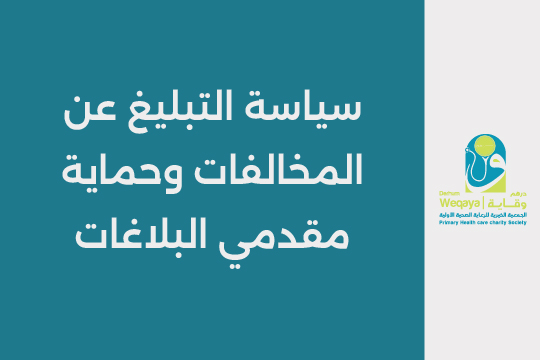 سياسة التبليغ عن
المخالفات وحماية
مقدمي البلاغات
درهم
Derhum
وقاية | Weqaya
الجمعية الخيرية للرعاية الصحية الأولية
Primary Health care charity Society